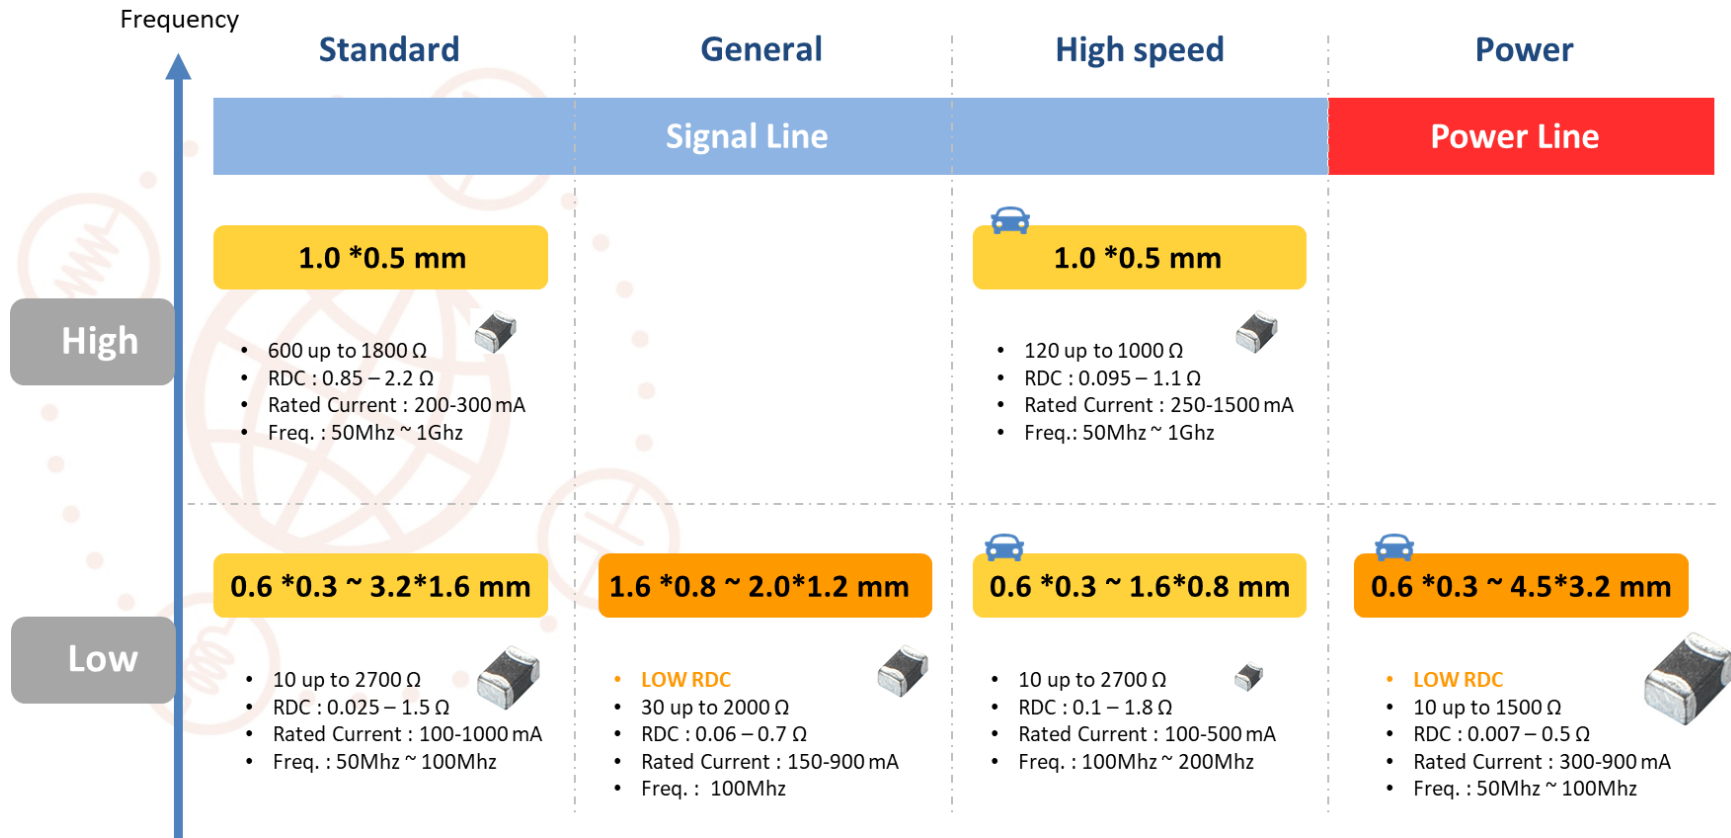 Frequency
Standard
General
High speed
Power
Signal Line
Power Line
High
1.0 *0.5 mm
• 600 up to 1800 Ω
• RDC : 0.85 – 2.2 Ω
• Rated Current : 200-300 mA
• Freq. : 50Mhz ~ 1Ghz
1.0 *0.5 mm
• 120 up to 1000 Ω
• RDC : 0.095 – 1.1 Ω
• Rated Current : 250-1500 mA
• Freq.: 50Mhz ~ 1Ghz
Low
0.6 *0.3 ~ 3.2*1.6 mm
• 10 up to 2700 Ω
• RDC : 0.025 – 1.5 Ω
• Rated Current : 100-1000 mA
• Freq. : 50Mhz ~ 100Mhz
1.6 *0.8 ~ 2.0*1.2 mm
• LOW RDC
• 30 up to 2000 Ω
• RDC : 0.06 – 0.7 Ω
• Rated Current : 150-900 mA
• Freq. : 100Mhz
0.6 *0.3 ~ 1.6*0.8 mm
• 10 up to 2700 Ω
• RDC : 0.1 – 1.8 Ω
• Rated Current : 100-500 mA
• Freq. : 100Mhz ~ 200Mhz
0.6 *0.3 ~ 4.5*3.2 mm
• LOW RDC
• 10 up to 1500 Ω
• RDC : 0.007 – 0.5 Ω
• Rated Current : 300-900 mA
• Freq. : 50Mhz ~ 100Mhz